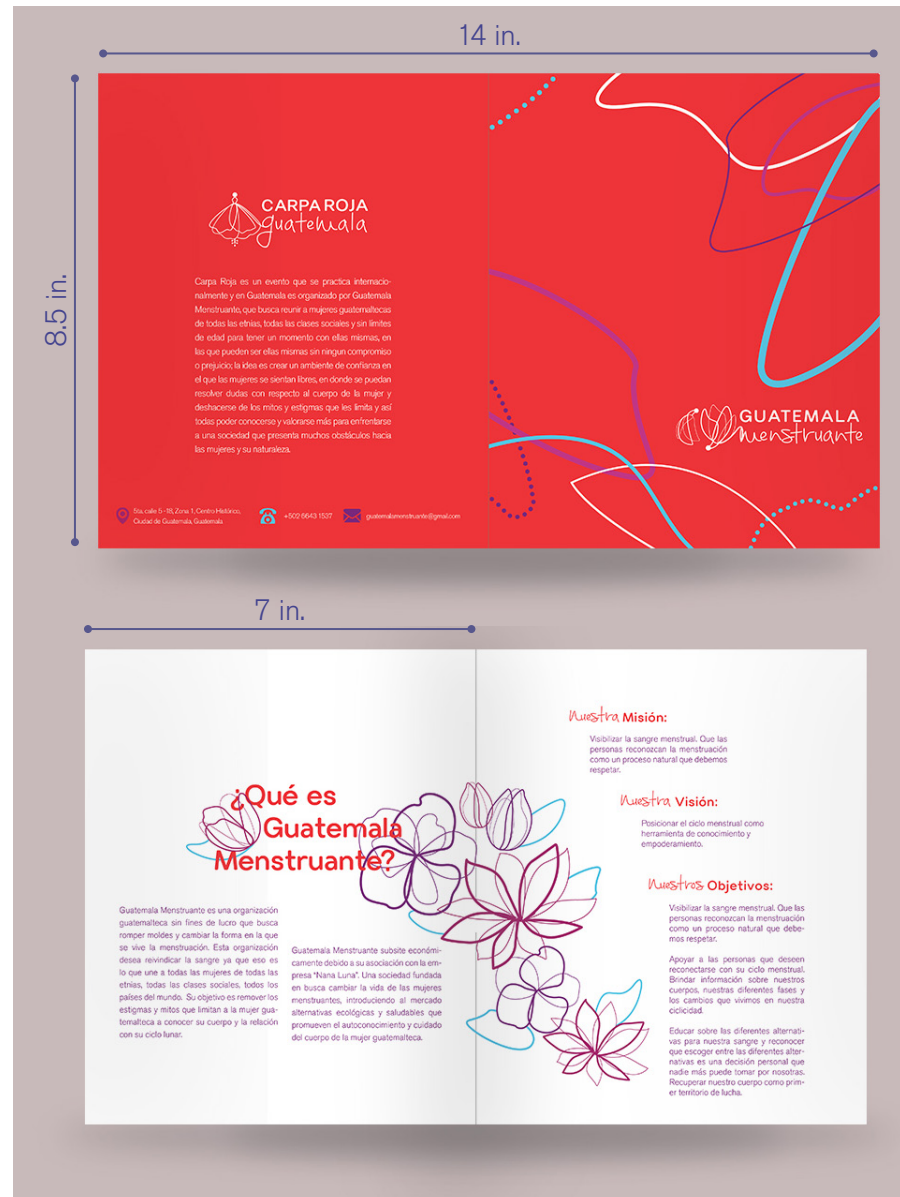 14 in.
8.5 in.
CARPA ROJA
guatemala
Carpa Roja es un evento que se practica internacio-
nalmente y en Guatemala es organizado por Guatemala
Menstruante, que busca reunir a mujeres guatemaltecas
de todas las etnias, todas las clases sociales y sin límites
de edad para tener un momento con ellas mismas, en
las que pueden ser ellas mismas sin ningun compromiso
o prejuicio; la idea es crear un ambiente de confianza en
el que las mujeres se sientan libres, en donde se puedan
resolver dudas con respecto al cuerpo de la mujer y
deshacerse de los mitos y estigmas que les limita y así
todas poder conocerse y valorarse más para enfrentarse
a una sociedad que presenta muchos obstáculos hacia
las mujeres y su naturaleza.
5ta. calle 5-18, Zona 1, Centro Histórico,
Ciudad de Guatemala, Guatemala
+502 6643 1537
guatemalamenstruante@gmail.com
GUATEMALA
Menstruante
7 in.
¿Qué es
Guatemala
Menstruante?
Guatemala Menstruante es una organización
guatemalteca sin fines de lucro que busca
romper moldes y cambiar la forma en la que
se vive la menstruación. Esta organización
desea revindicar la sangre ya que eso es
lo que une a todas las mujeres de todas las
etnias, todas las clases sociales, todos los
países del mundo. Su objetivo es remover los
estigmas y mitos que limitan a la mujer gua-
temalteca a conocer su cuerpo y la relación
con su ciclo lunar.
Guatemala Menstruante subsite económi-
camente debido a su asociación con la em-
presa "Nana Luna". Una sociedad fundada
en busca cambiar la vida de las mujeres
menstruantes, introduciendo al mercado
alternativas ecológicas y saludables que
promueven el autoconocimiento y cuidado
del cuerpo de la mujer guatemalteca.
Nuestra Misión:
Visibilizar la sangre menstrual. Que las
personas reconozcan la menstruación
como un proceso natural que debemos
respetar.
Nuestra Visión:
Posicionar el ciclo menstrual como
herramienta de conocimiento y
empoderamiento.
Nuestros Objetivos:
Visibilizar la sangre menstrual. Que las
personas reconozcan la menstruación
como un proceso natural que debe-
mos respetar.
Apoyar a las personas que deseen
reconectarse con su ciclo menstrual.
Brindar información sobre nuestros
cuerpos, nuestras diferentes fases y
los cambios que vivimos en nuestra
ciclicidad.
Educar sobre las diferentes alternati-
vas para nuestra sangre y reconocer
que escoger entre las diferentes alter-
nativas es una decisión personal que
nadie más puede tomar por nosotras.
Recuperar nuestro cuerpo como prim-
er territorio de lucha.